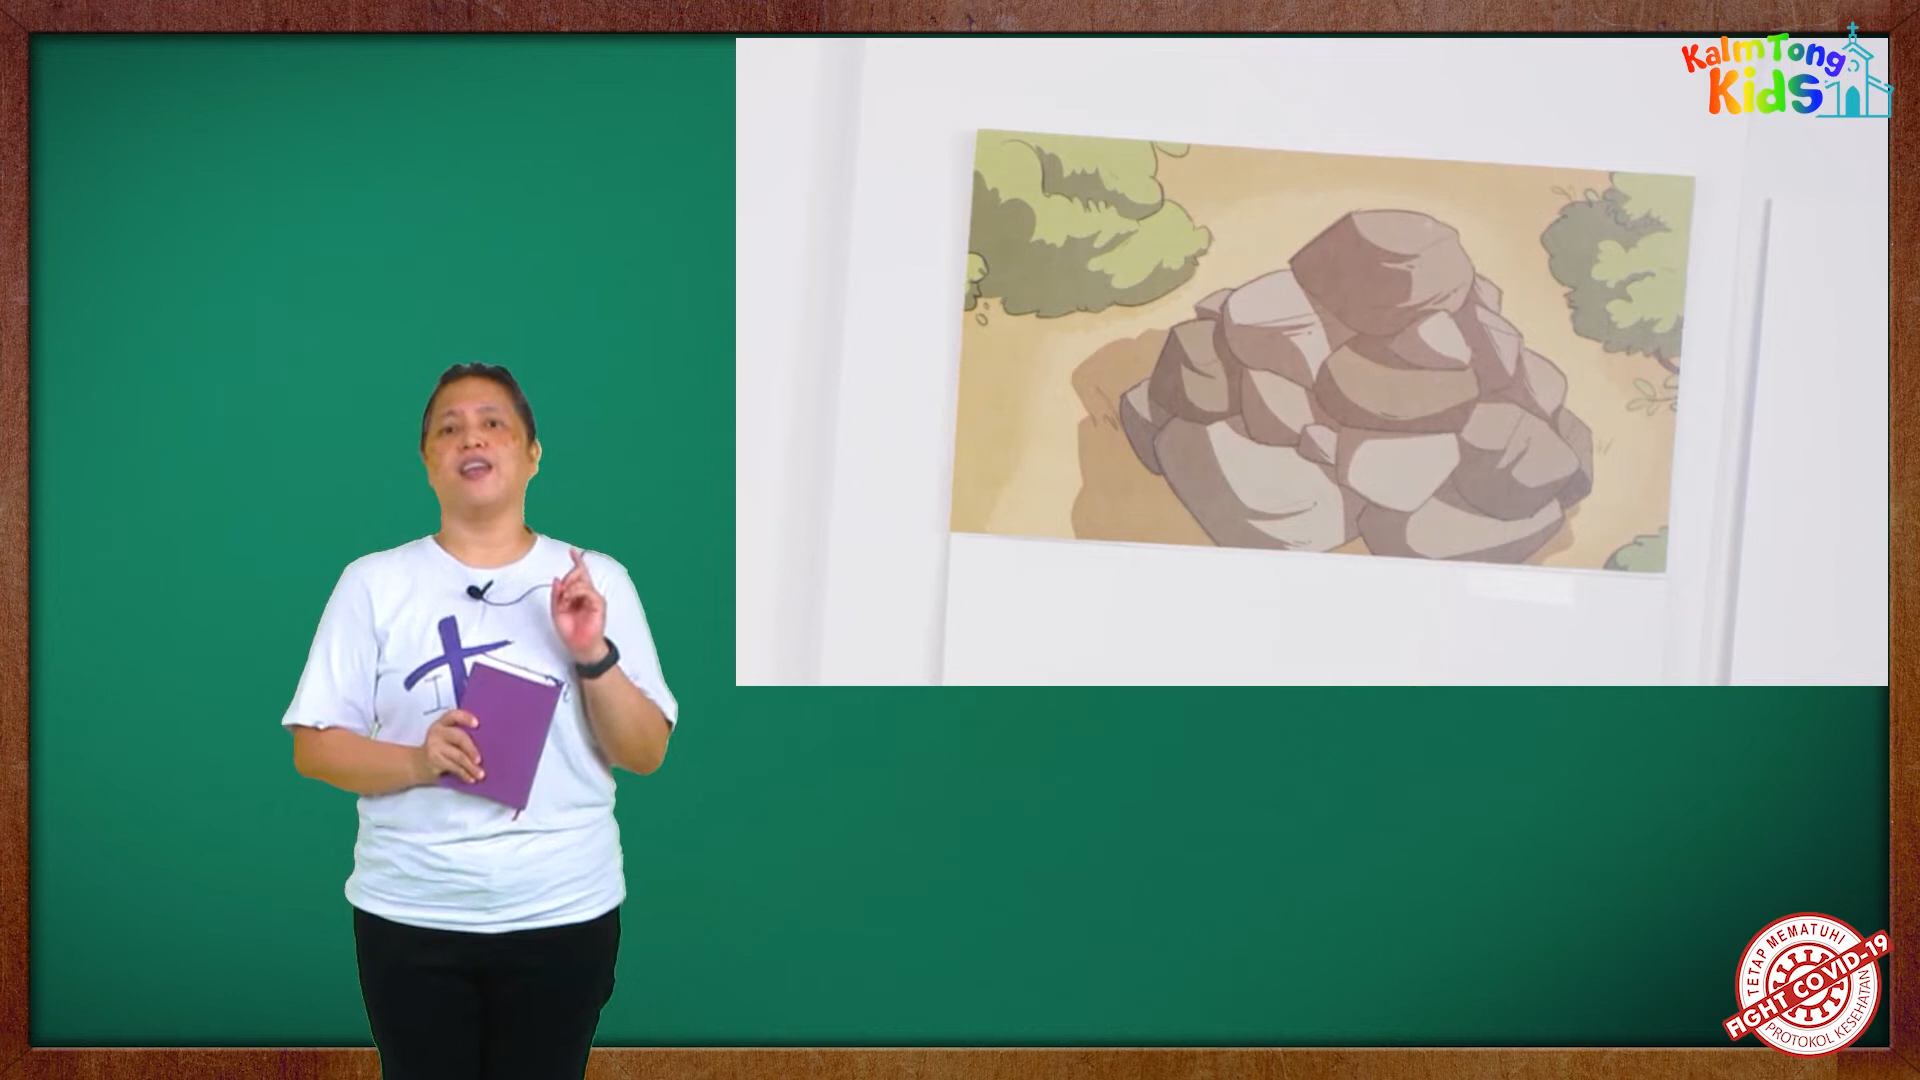 KalmTong
Kids
I
TETAP MEMATUHI
FIGHT COVID-19
PROTOKOL KESEHATAN